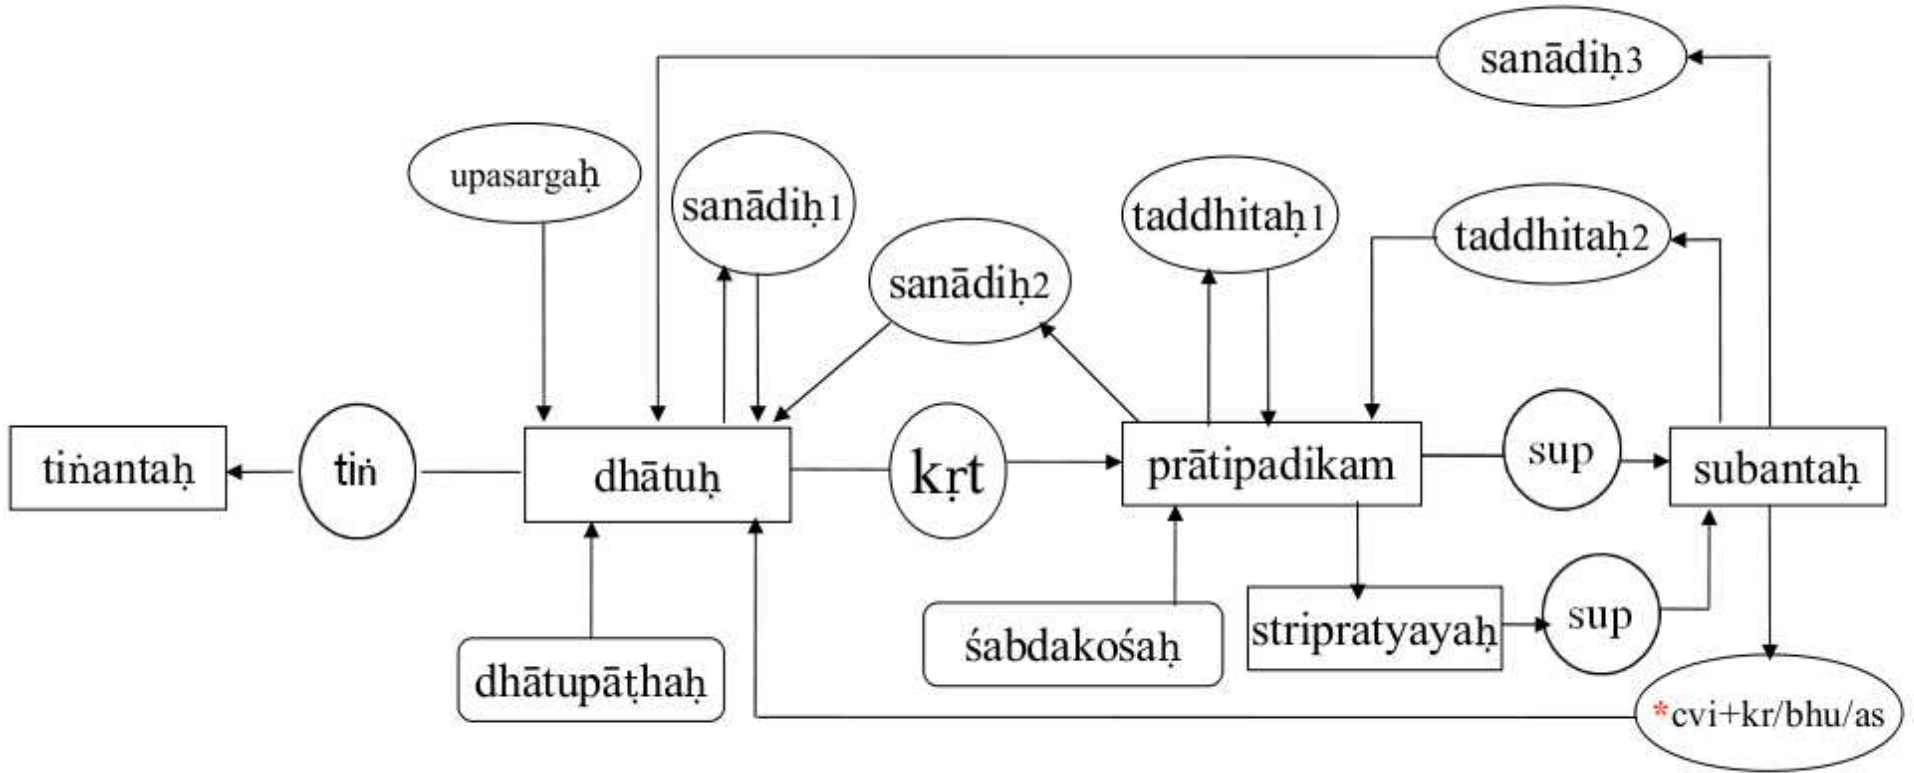 sanādiḥ3
upasargaḥ
sanādiḥ1
taddhitaḥ1
taddhitaḥ2
sanādiḥ2
tiṅantaḥ
tiṅ
dhātuḥ
kṛt
prātipadikam
sup
subantaḥ
dhātupāṭhaḥ
śabdakośaḥ
stripratyayaḥ
sup
*cvi+kr/bhu/as